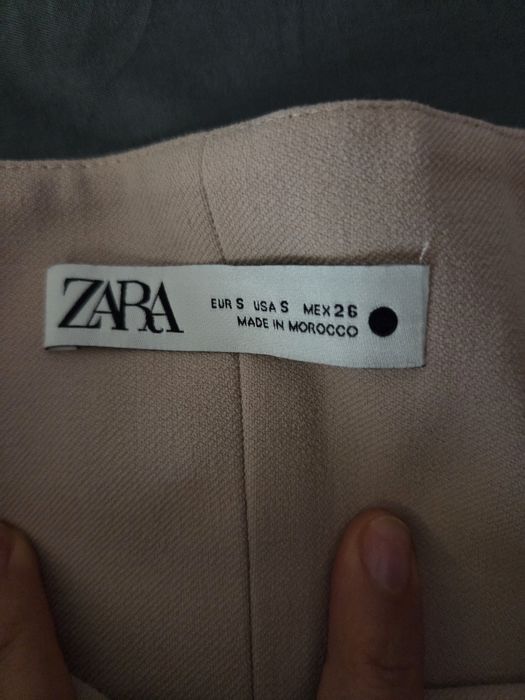 ZARA
EUR S USA S MEX 26
MADE IN MOROCCO